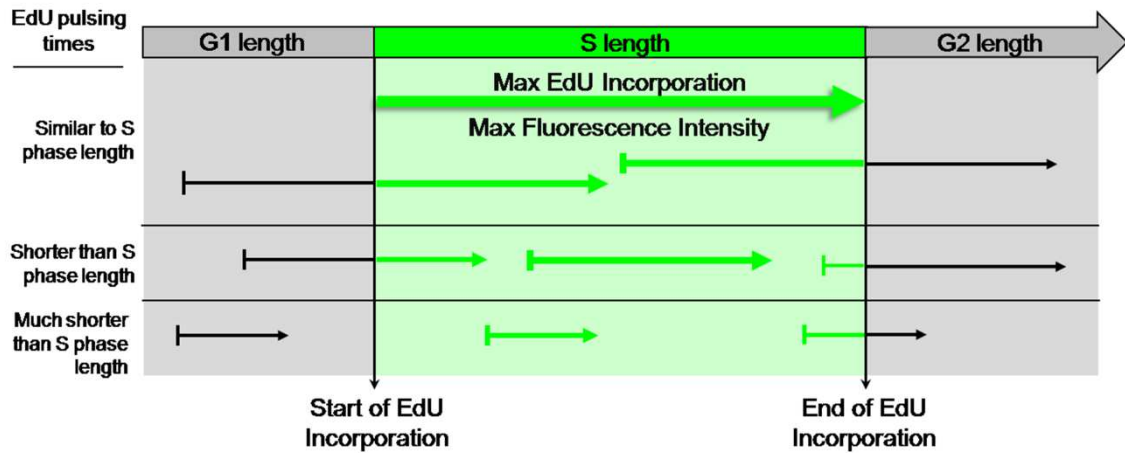 EdU pulsing
times
G1 length
S length
G2 length
Max EdU Incorporation
Max Fluorescence Intensity
Similar to S
phase length
Shorter than S
phase length
Much shorter
than S phase
length
Start of EdU
Incorporation
End of EdU
Incorporation